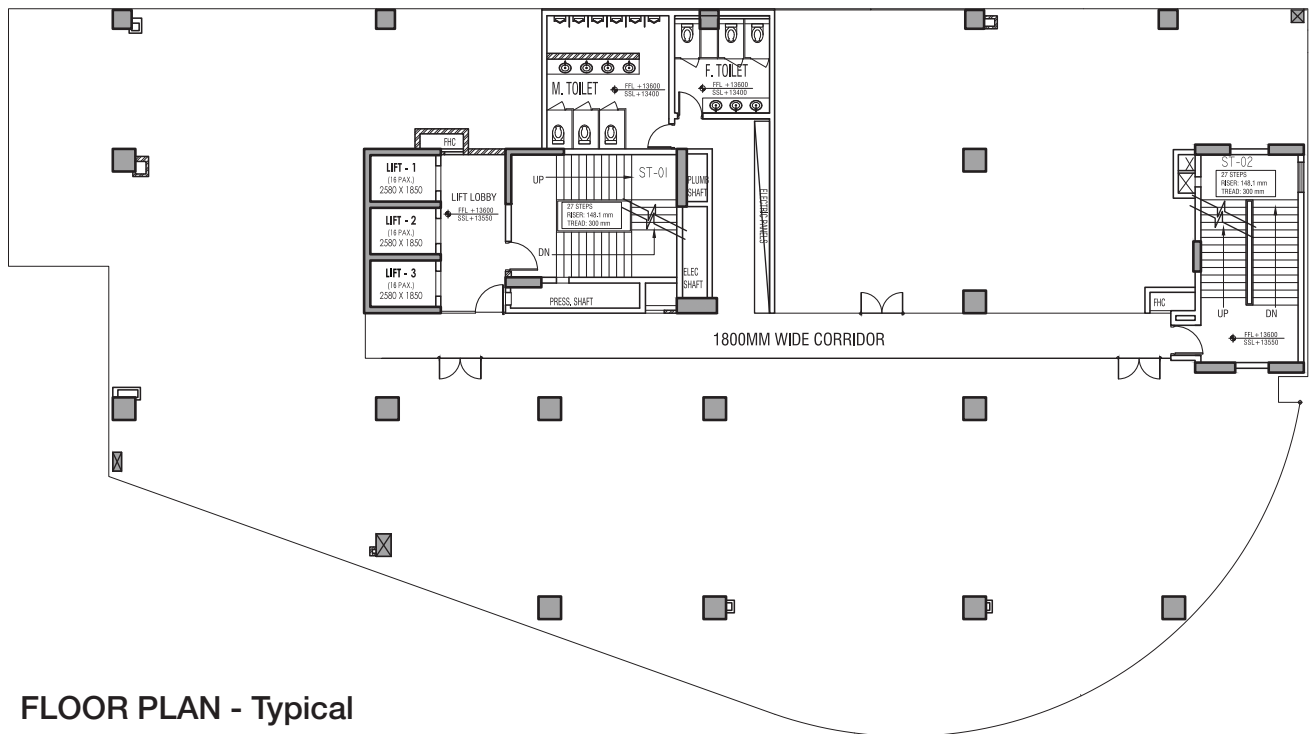 M. TOILET
FFL +13600
SSL+13400
F. TOILET
FFL +13600
SSL+13400
FHC
LIFT - 1
(16 PAX.)
2580 X 1850
LIFT - 2
(16 PAX.)
2580 X 1850
LIFT - 3
(16 PAX.)
2580 X 1850
LIFT LOBBY
FFL +13600
SSL+13550
UP
ST-01
27 STEPS
RISER: 148.1 mm
TREAD: 300 mm
DN
PRESS. SHAFT
PLUMB
SHAFT
ELEC
SHAFT
ELECTRIC PANELS
ST-02
27 STEPS
RISER: 148.1 mm
TREAD: 300 mm
FHC
UP
DN
FFL +13600
SSL+13550
1800MM WIDE CORRIDOR
FLOOR PLAN - Typical